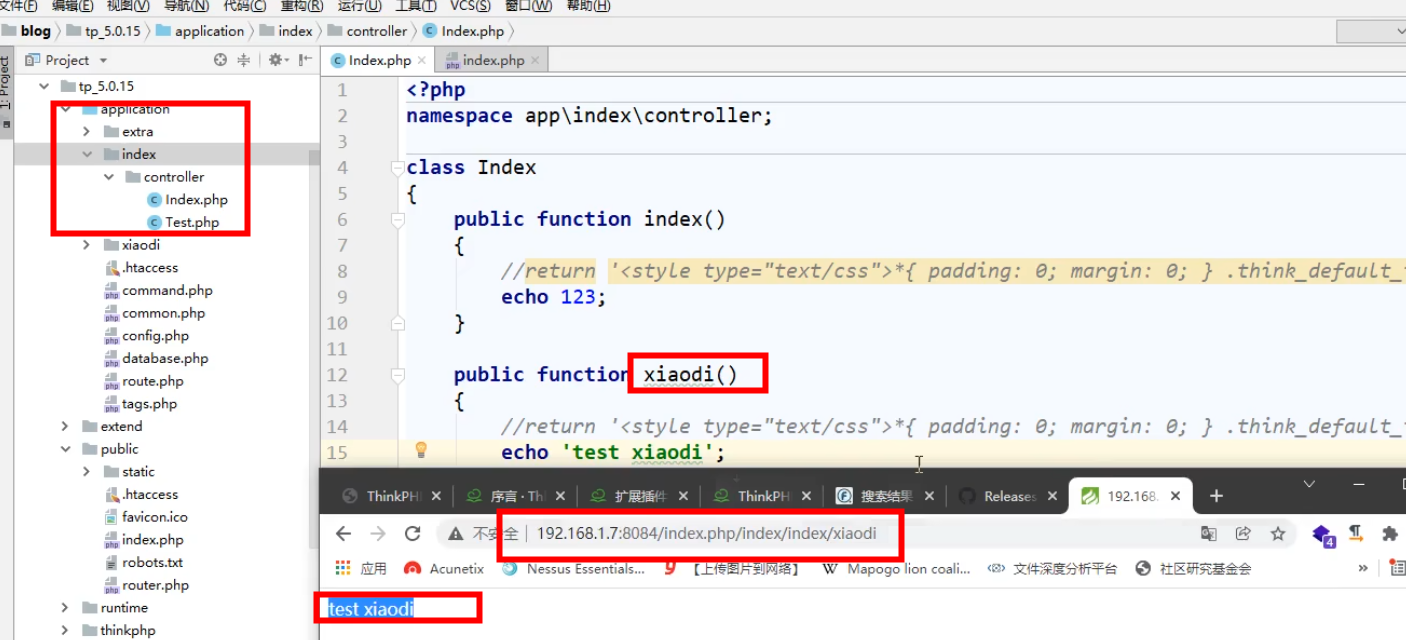 文件(F) 编辑(E) 视图(V) 导航(N) 代码(C) 重构(R) 运行(U) 工具(T) VCS(S) 窗口(W) 帮助(H)
blog tp_5.0.15 application index controller Index.php
1: Project
Project
Index.php index.php
tp_5.0.15
application
extra
index
controller
Index.php
Test.php
xiaodi
.htaccess
command.php
common.php
config.php
database.php
route.php
tags.php
extend
public
static
.htaccess
favicon.ico
index.php
robots.txt
router.php
runtime
thinkphp
1 <?php
2 namespace app\index\controller;
3
4 class Index
5 {
6 public function index()
7 {
8 //return '<style type="text/css">*{ padding: 0; margin: 0; } .think_default_
9 echo 123;
10 }
11
12 public function xiaodi()
13 {
14 //return '<style type="text/css">*{ padding: 0; margin: 0; } .think_default_
15 echo 'test xiaodi';
ThinkPH 序言·Th 扩展插件 ThinkPH 搜索结果 Releases 192.168.
不安全 192.168.1.7:8084/index.php/index/index/xiaodi
4
应用 Acunetix Nessus Essentials... 【上传图片到网络】 W Mapogo lion coali... 文件深度分析平台 社区研究基金会 »
test xiaodi